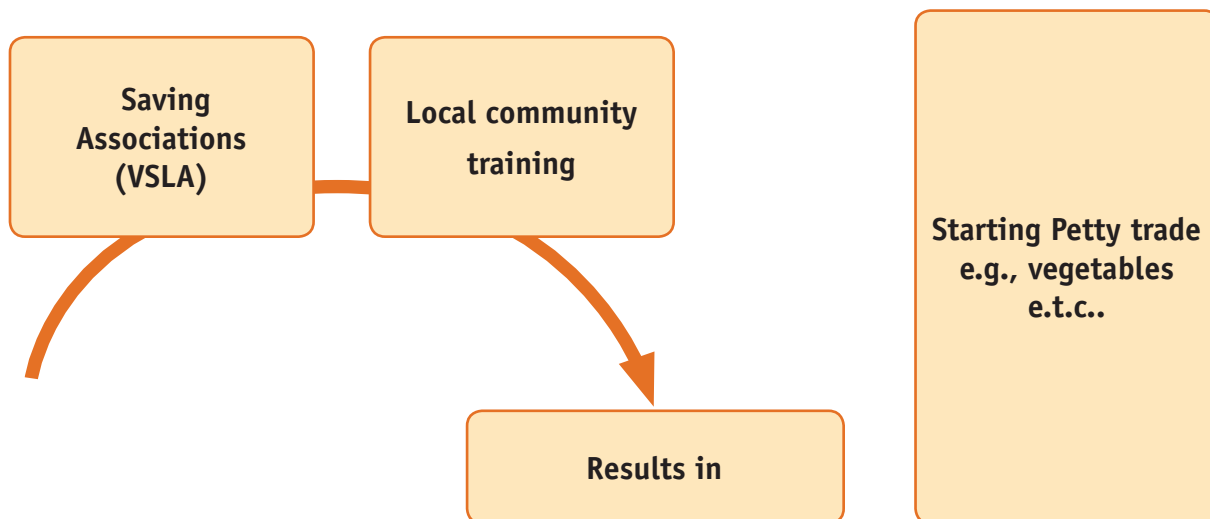 Saving
Associations
(VSLA)
Local community
training
Results in
Starting Petty trade
e.g., vegetables
e.t.c..